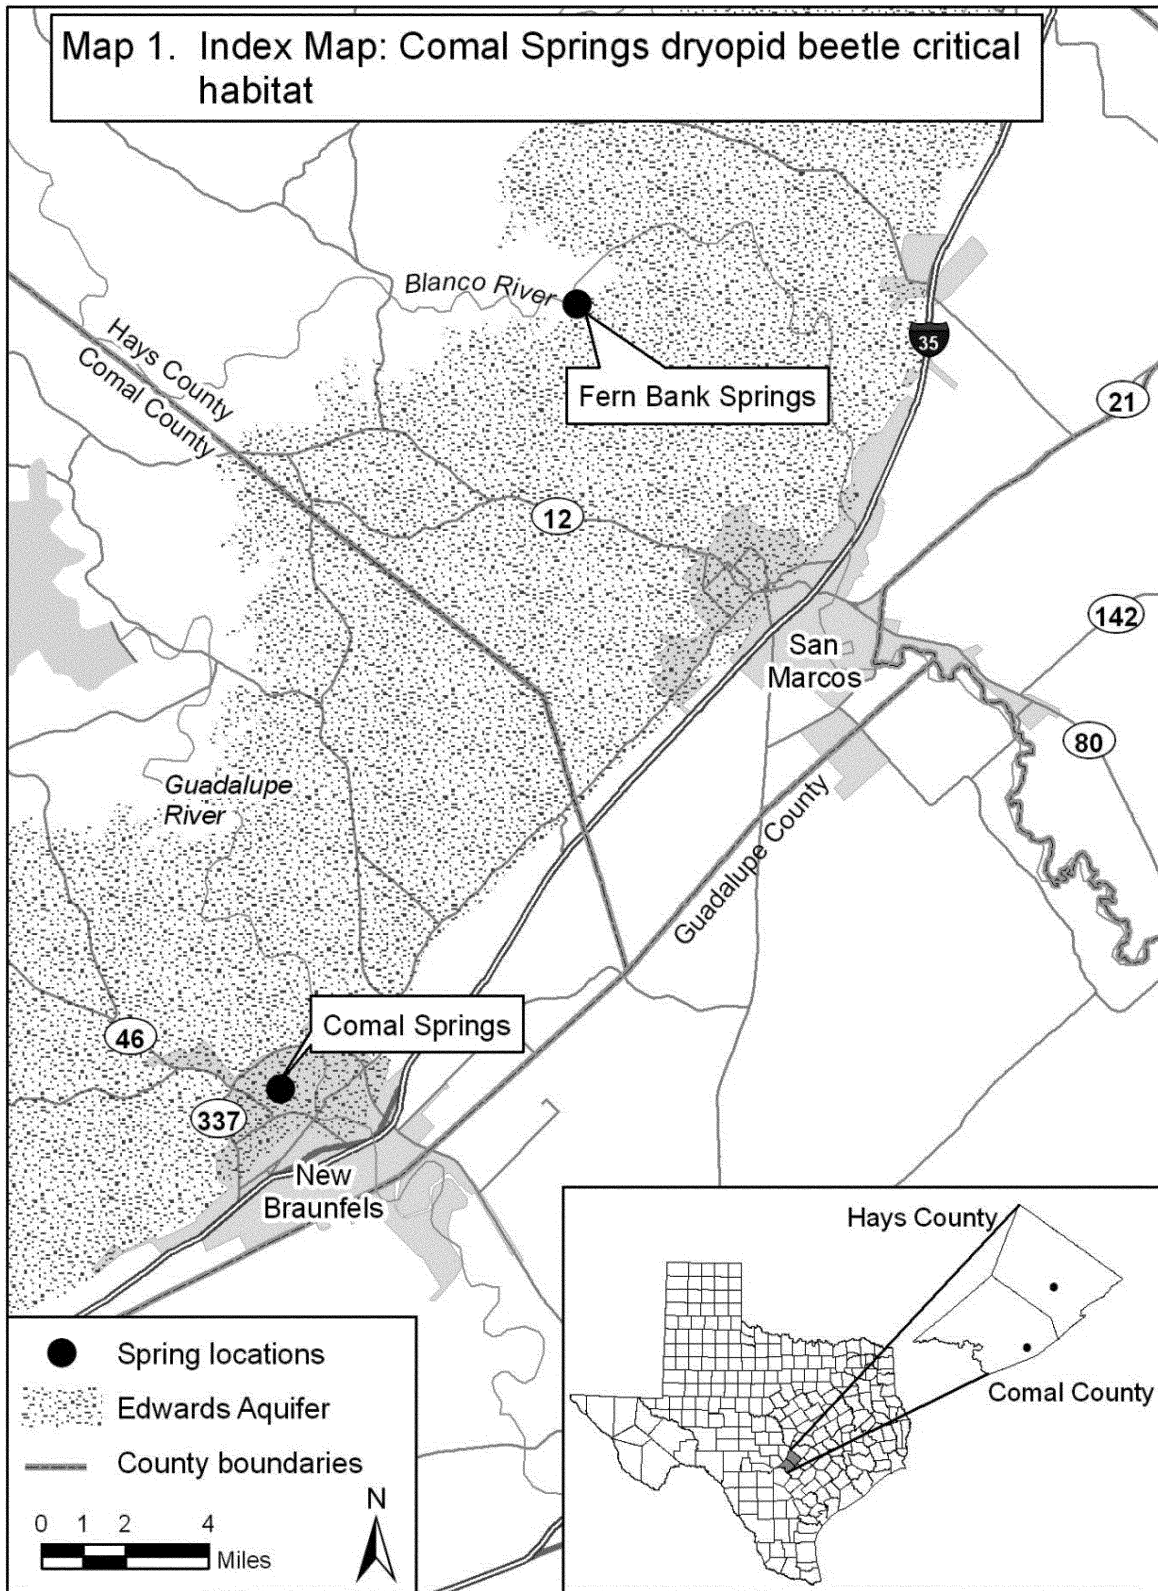 Map 1. Index Map: Comal Springs dryopid beetle critical
habitat
Blanco River
35
Hays County
Comal County
Fern Bank Springs
21
12
142
San
Marcos
80
Guadalupe
River
Guadalupe County
Comal Springs
46
337
New
Braunfels
Hays County
Comal County
Spring locations
Edwards Aquifer
County boundaries
N
0 1 2 4
Miles